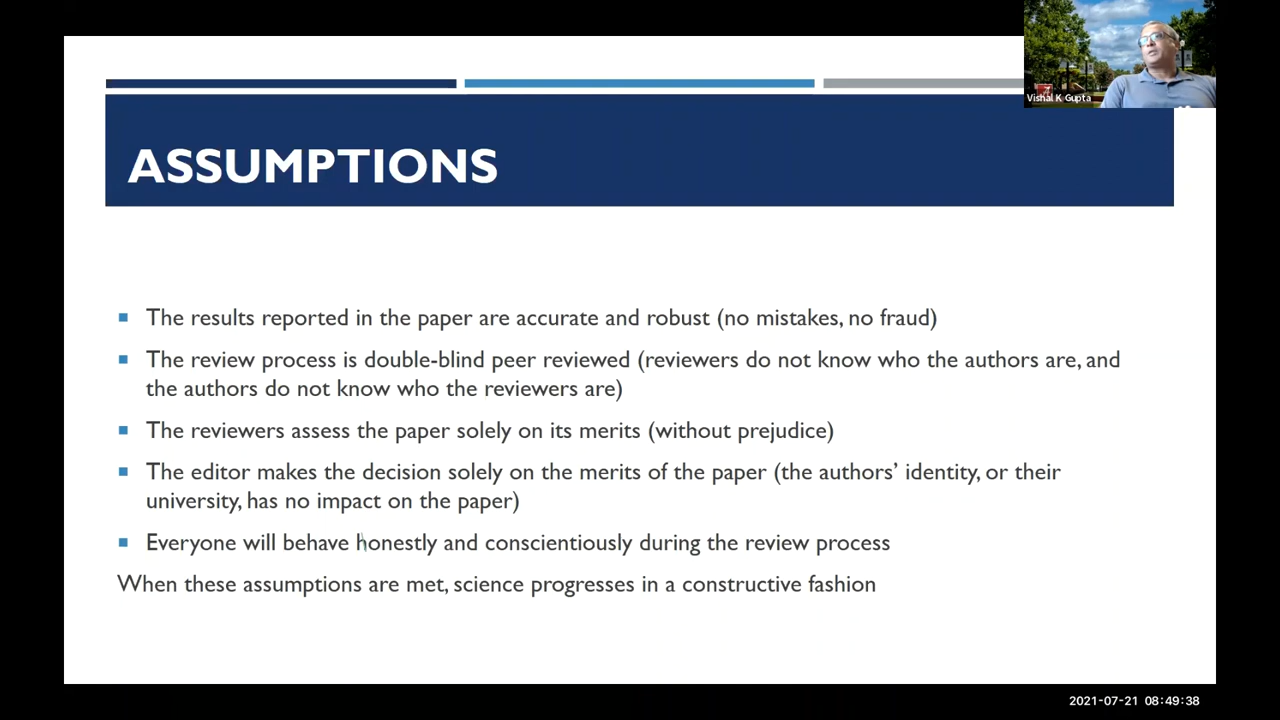 Vishal K Gupta
ASSUMPTIONS
The results reported in the paper are accurate and robust (no mistakes, no fraud)
The review process is double-blind peer reviewed (reviewers do not know who the authors are, and
the authors do not know who the reviewers are)
The reviewers assess the paper solely on its merits (without prejudice)
The editor makes the decision solely on the merits of the paper (the authors' identity, or their
university, has no impact on the paper)
Everyone will behave honestly and conscientiously during the review process
When these assumptions are met, science progresses in a constructive fashion
2021-07-21 08:49:38